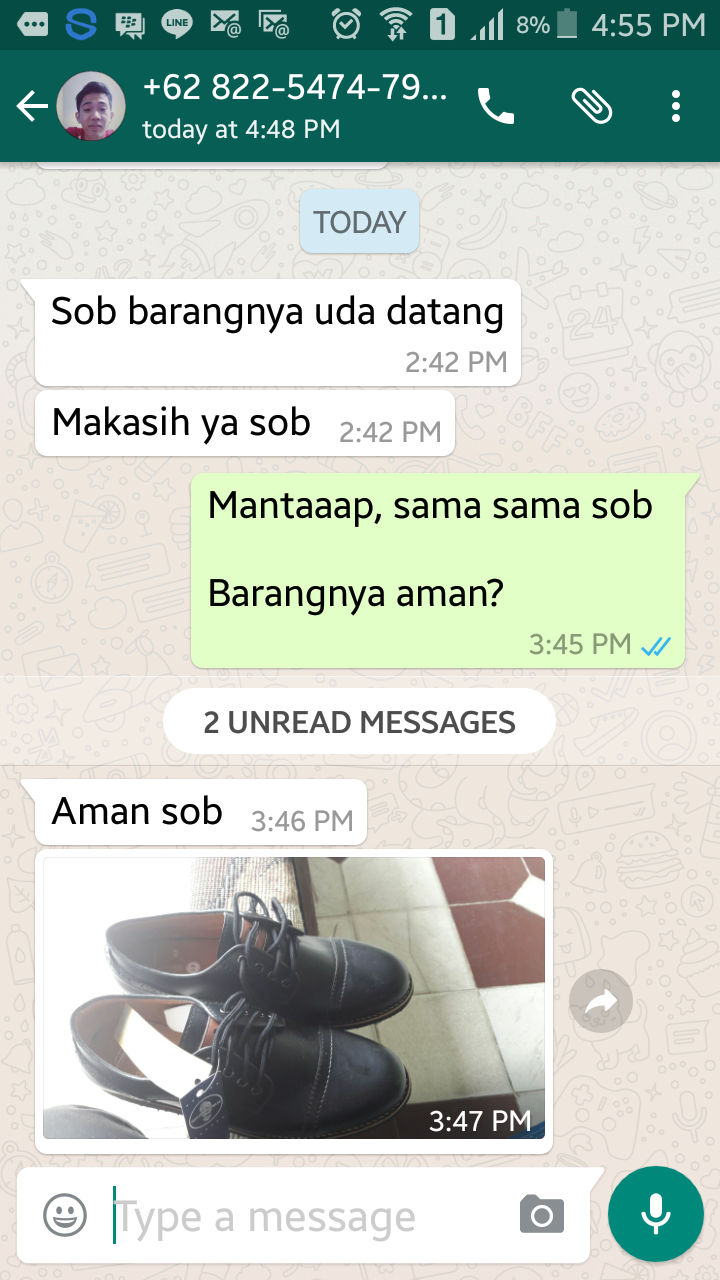 LINE
1
8%
4:55 PM
+62 822-5474-79...
today at 4:48 PM
TODAY
Sob barangnya uda datang
2:42 PM
Makasih ya sob 2:42 PM
Mantaaap, sama sama sob
Barangnya aman?
3:45 PM
2 UNREAD MESSAGES
Aman sob 3:46 PM
3:47 PM
Type a message